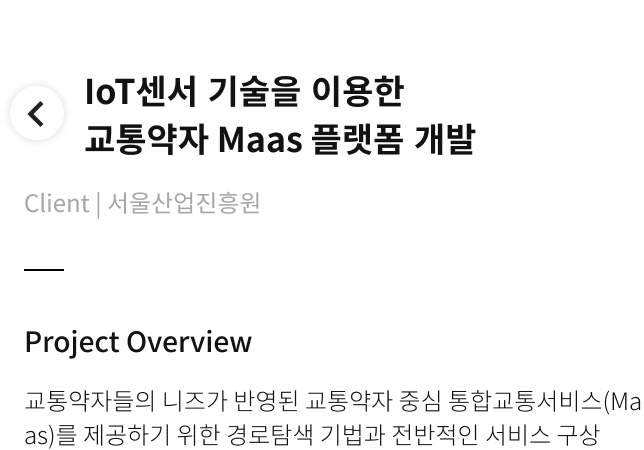 IoT센서 기술을 이용한
교통약자 Maas 플랫폼 개발
Client | 서울산업진흥원
Project Overview
교통약자들의 니즈가 반영된 교통약자 중심 통합교통서비스(Ma
as)를 제공하기 위한 경로탐색 기법과 전반적인 서비스 구상